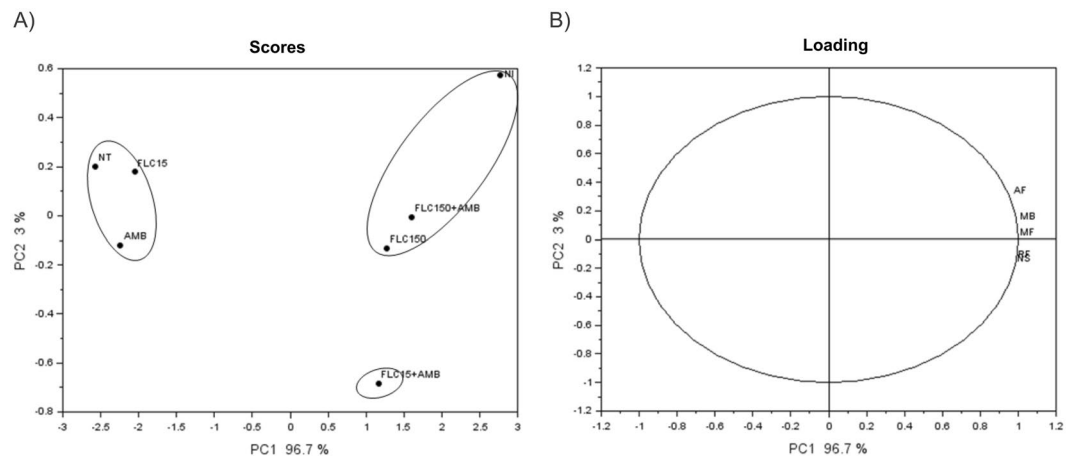 A)
Scores
0.6
0.4
0.2
0
-0.2
-0.4
-0.6
-0.8
PC2 3 %
-3 -2.5 -2 -1.5 -1 -0.5 0 0.5 1 1.5 2 2.5 3
PC1 96.7 %
NI
NT
FLC15
AMB
FLC150+AMB
FLC150
FLC15+AMB
B)
Loading
1.2
1
0.8
0.6
0.4
0.2
0
-0.2
-0.4
-0.6
-0.8
-1
-1.2
PC2 3 %
-1.2 -1 -0.8 -0.6 -0.4 -0.2 0 0.2 0.4 0.6 0.8 1 1.2
PC1 96.7 %
AF
MB
MF
NS